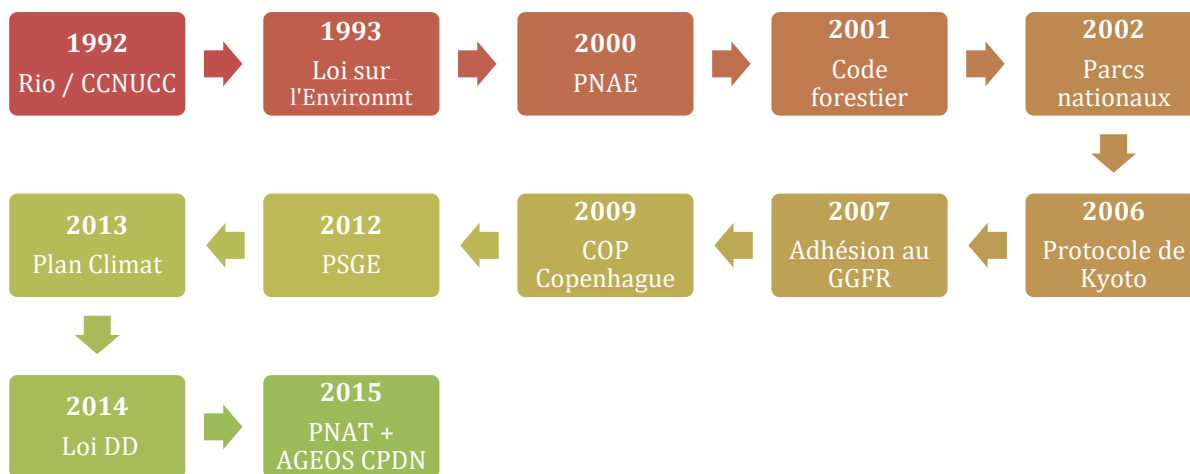 1992
Rio / CCNUCC
1993
Loi sur
l'Environmt
2000
PNAE
2001
Code
forestier
2002
Parcs
nationaux
2006
Protocole de
Kyoto
2007
Adhésion au
GGFR
2009
COP
Copenhague
2012
PSGE
2013
Plan Climat
2014
Loi DD
2015
PNAT +
AGEOS CPDN